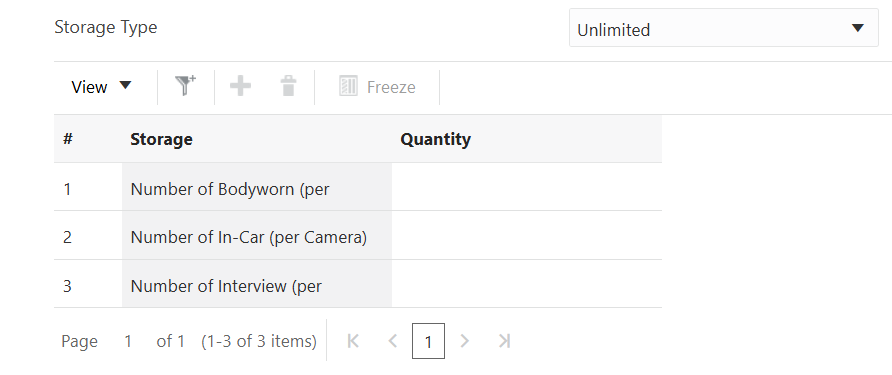 Storage Type Unlimited
View Freeze
# Storage Quantity
1 Number of Bodyworn (per
2 Number of In-Car (per Camera)
3 Number of Interview (per
Page 1 of 1 (1-3 of 3 items) 1